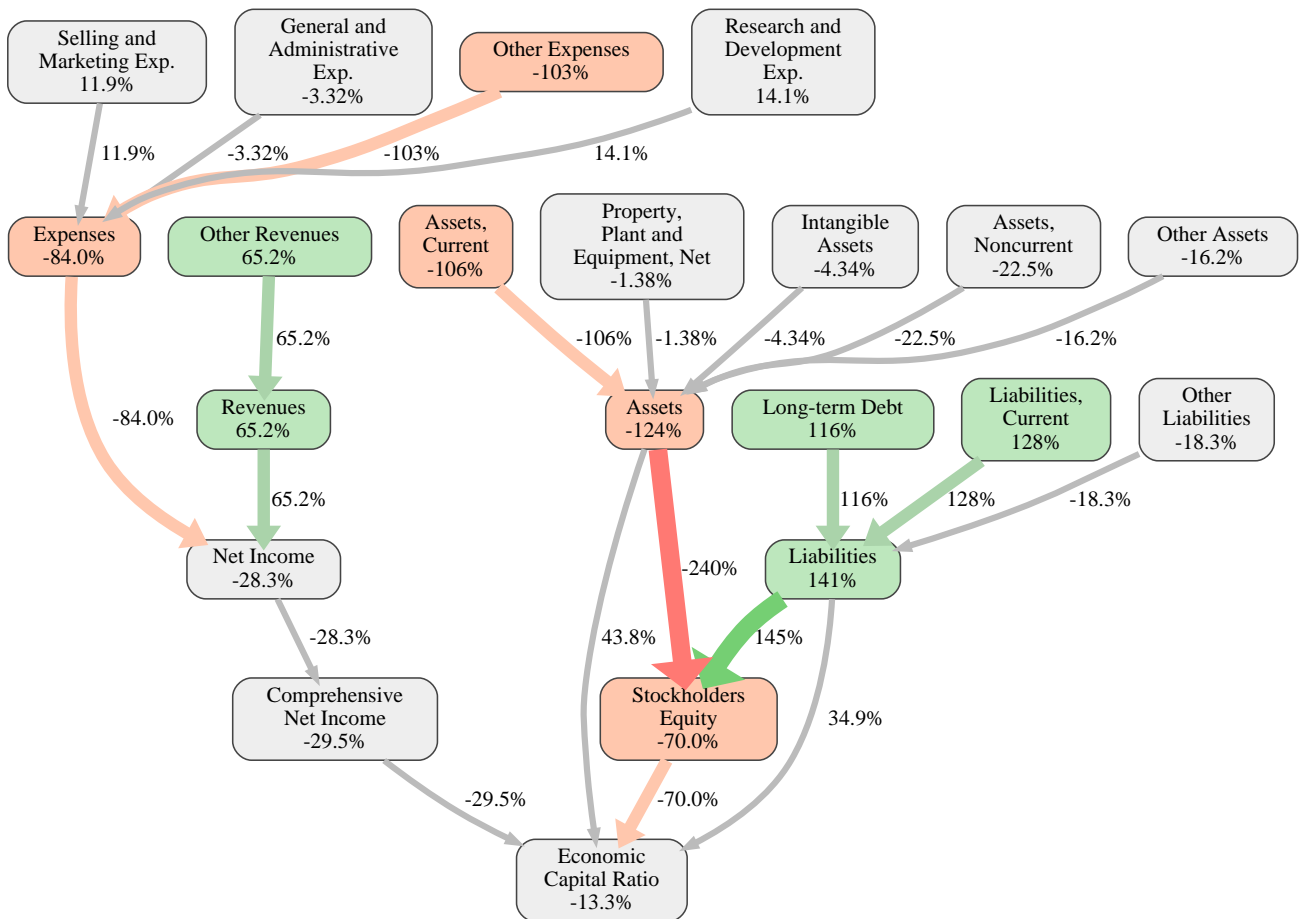 Selling and
Marketing Exp.
11.9%
General and
Administrative
Exp.
-3.32%
Other Expenses
-103%
Research and
Development
Exp.
14.1%
11.9%
-3.32%
-103%
14.1%
Expenses
-84.0%
Other Revenues
65.2%
Assets,
Current
-106%
Property,
Plant and
Equipment, Net
-1.38%
Intangible
Assets
-4.34%
Assets,
Noncurrent
-22.5%
Other Assets
-16.2%
65.2%
-106%
-1.38%
-4.34%
-22.5%
-16.2%
-84.0%
Revenues
65.2%
Assets
-124%
Long-term Debt
116%
Liabilities,
Current
128%
Other
Liabilities
-18.3%
65.2%
116%
128%
-18.3%
Net Income
-28.3%
-240%
Liabilities
141%
-28.3%
43.8%
145%
Comprehensive
Net Income
-29.5%
Stockholders
Equity
-70.0%
34.9%
-29.5%
-70.0%
Economic
Capital Ratio
-13.3%